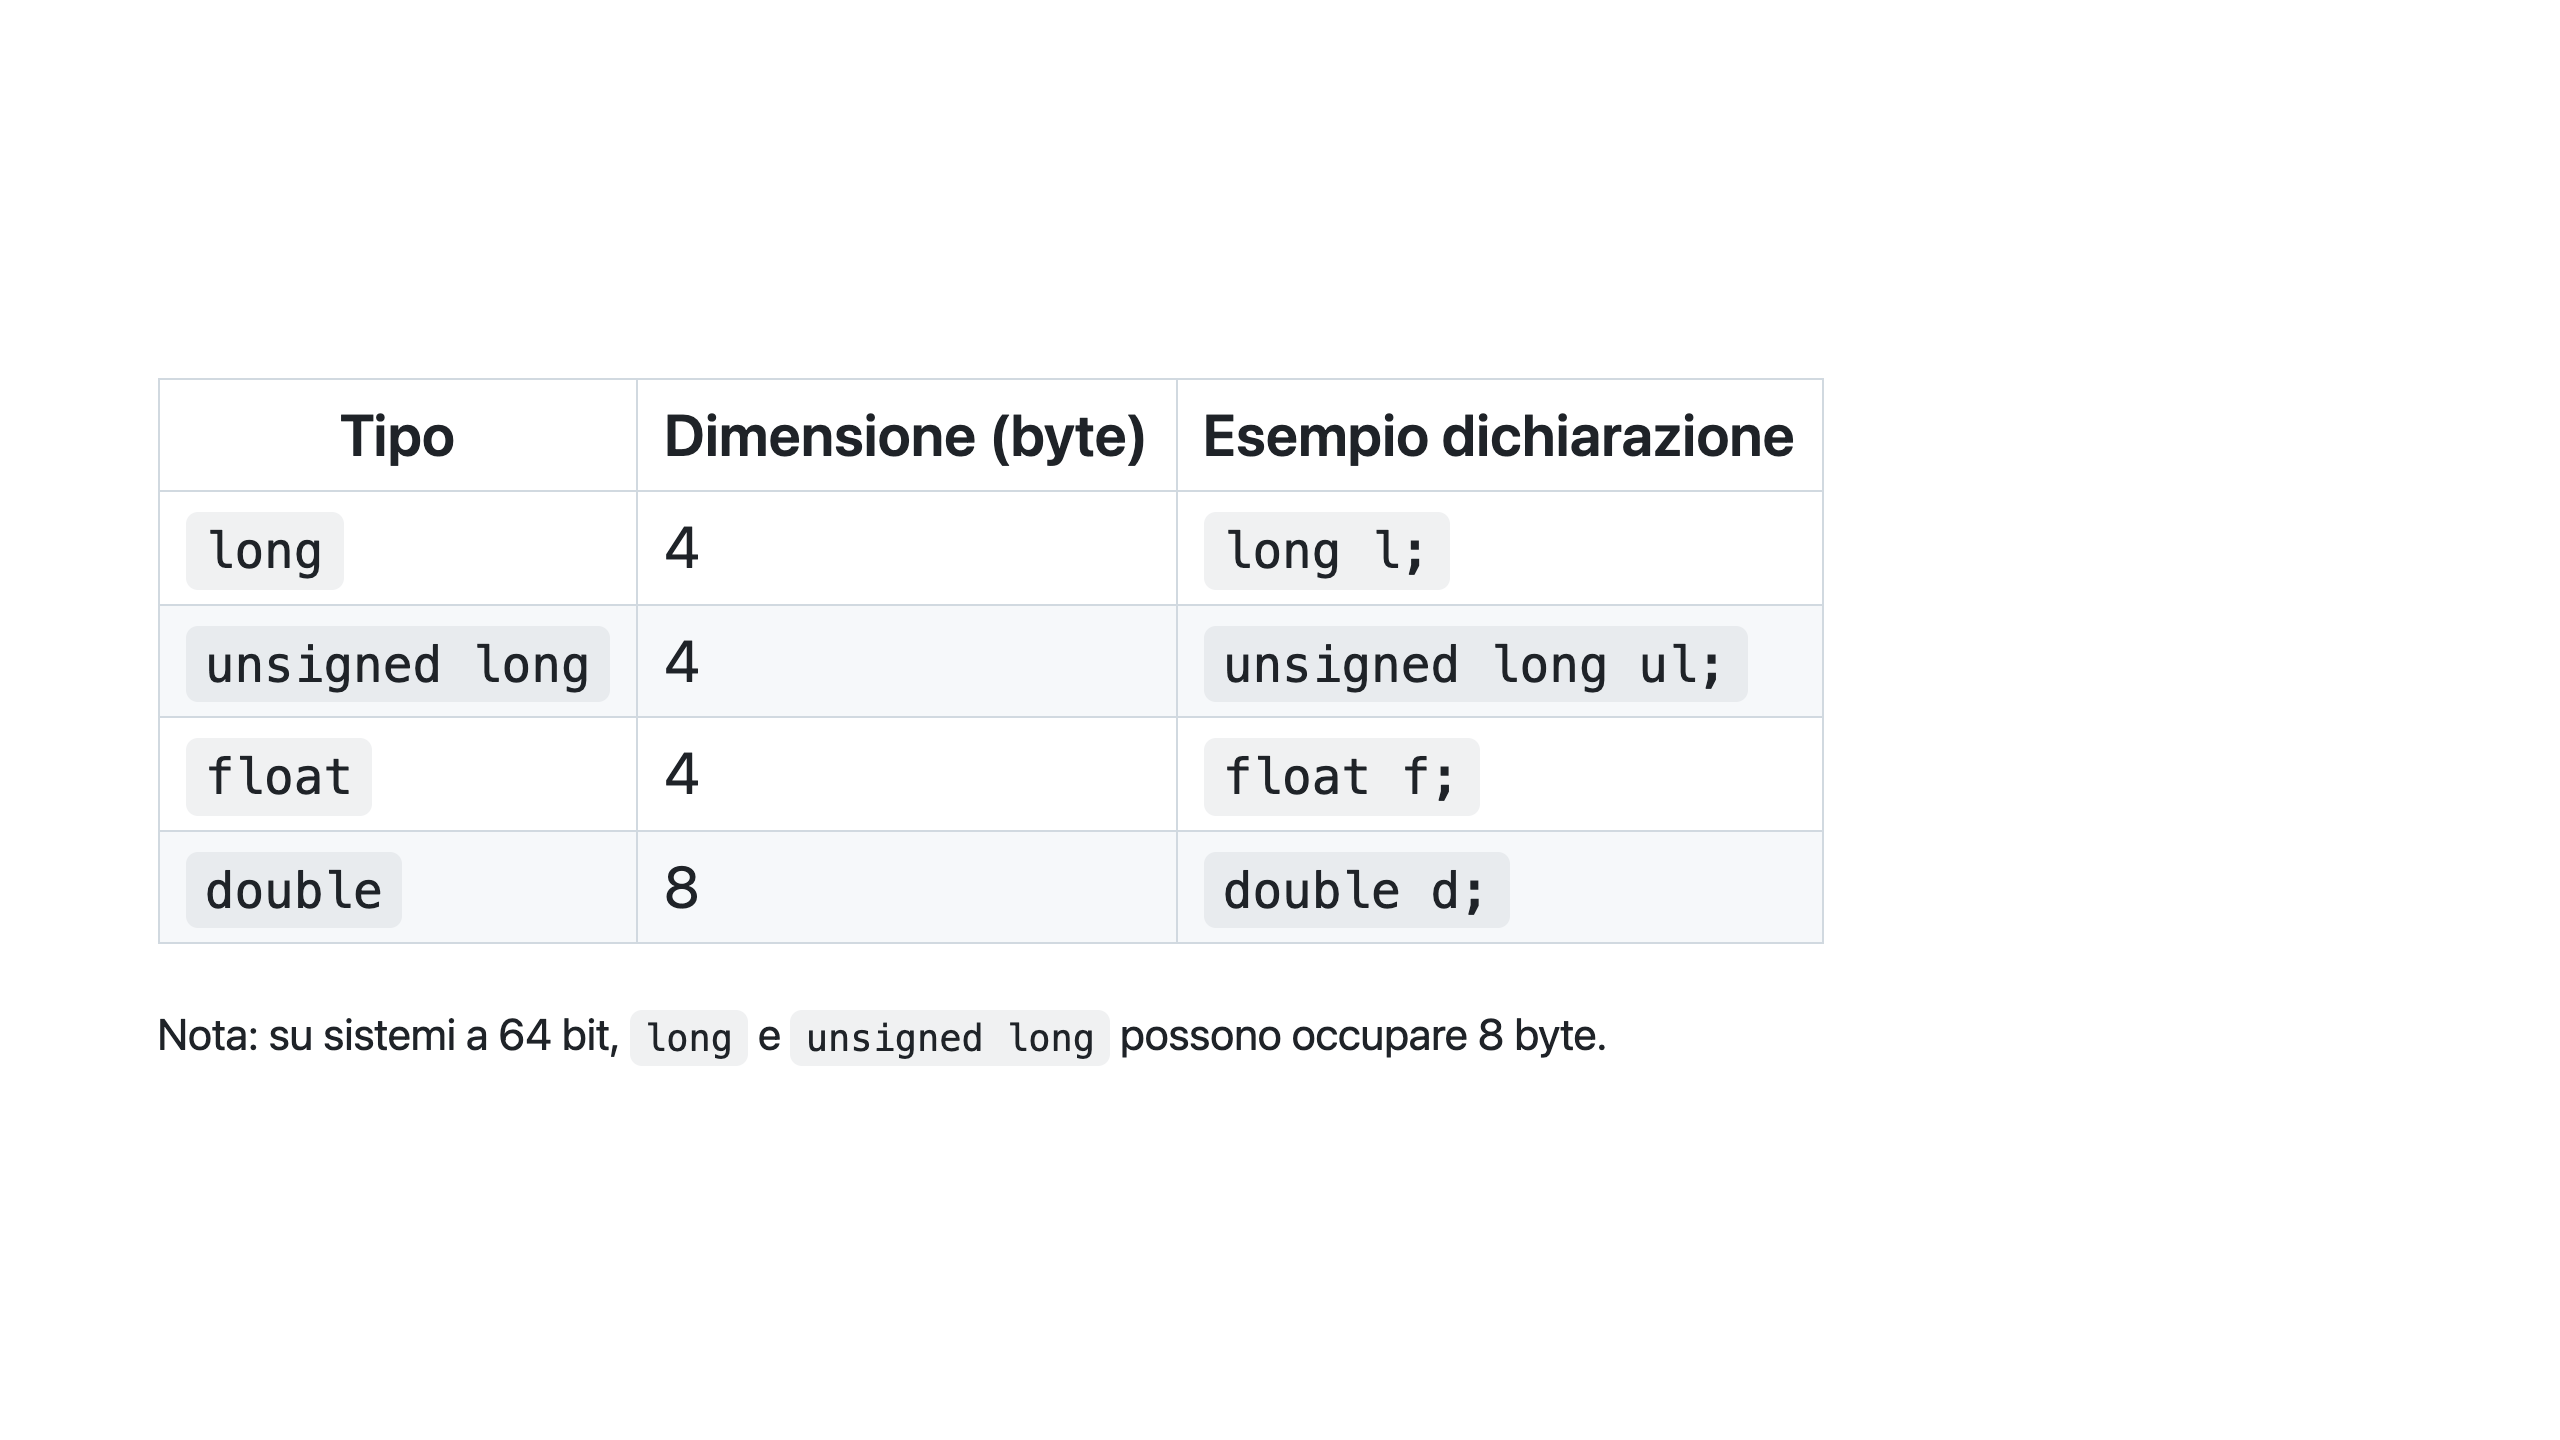 Tipo Dimensione (byte) Esempio dichiarazione
long 4 long l;
unsigned long 4 unsigned long ul;
float 4 float f;
double 8 double d;
Nota: su sistemi a 64 bit, long e unsigned long possono occupare 8 byte.